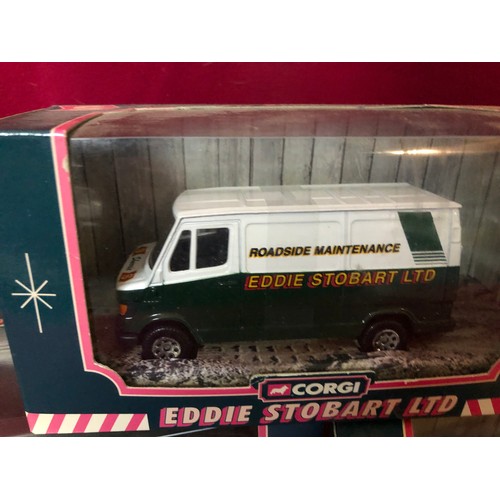 ROADSIDE MAINTENANCE
EDDIE STOBART LTD
CORGI
EDDIE STOBART LTD